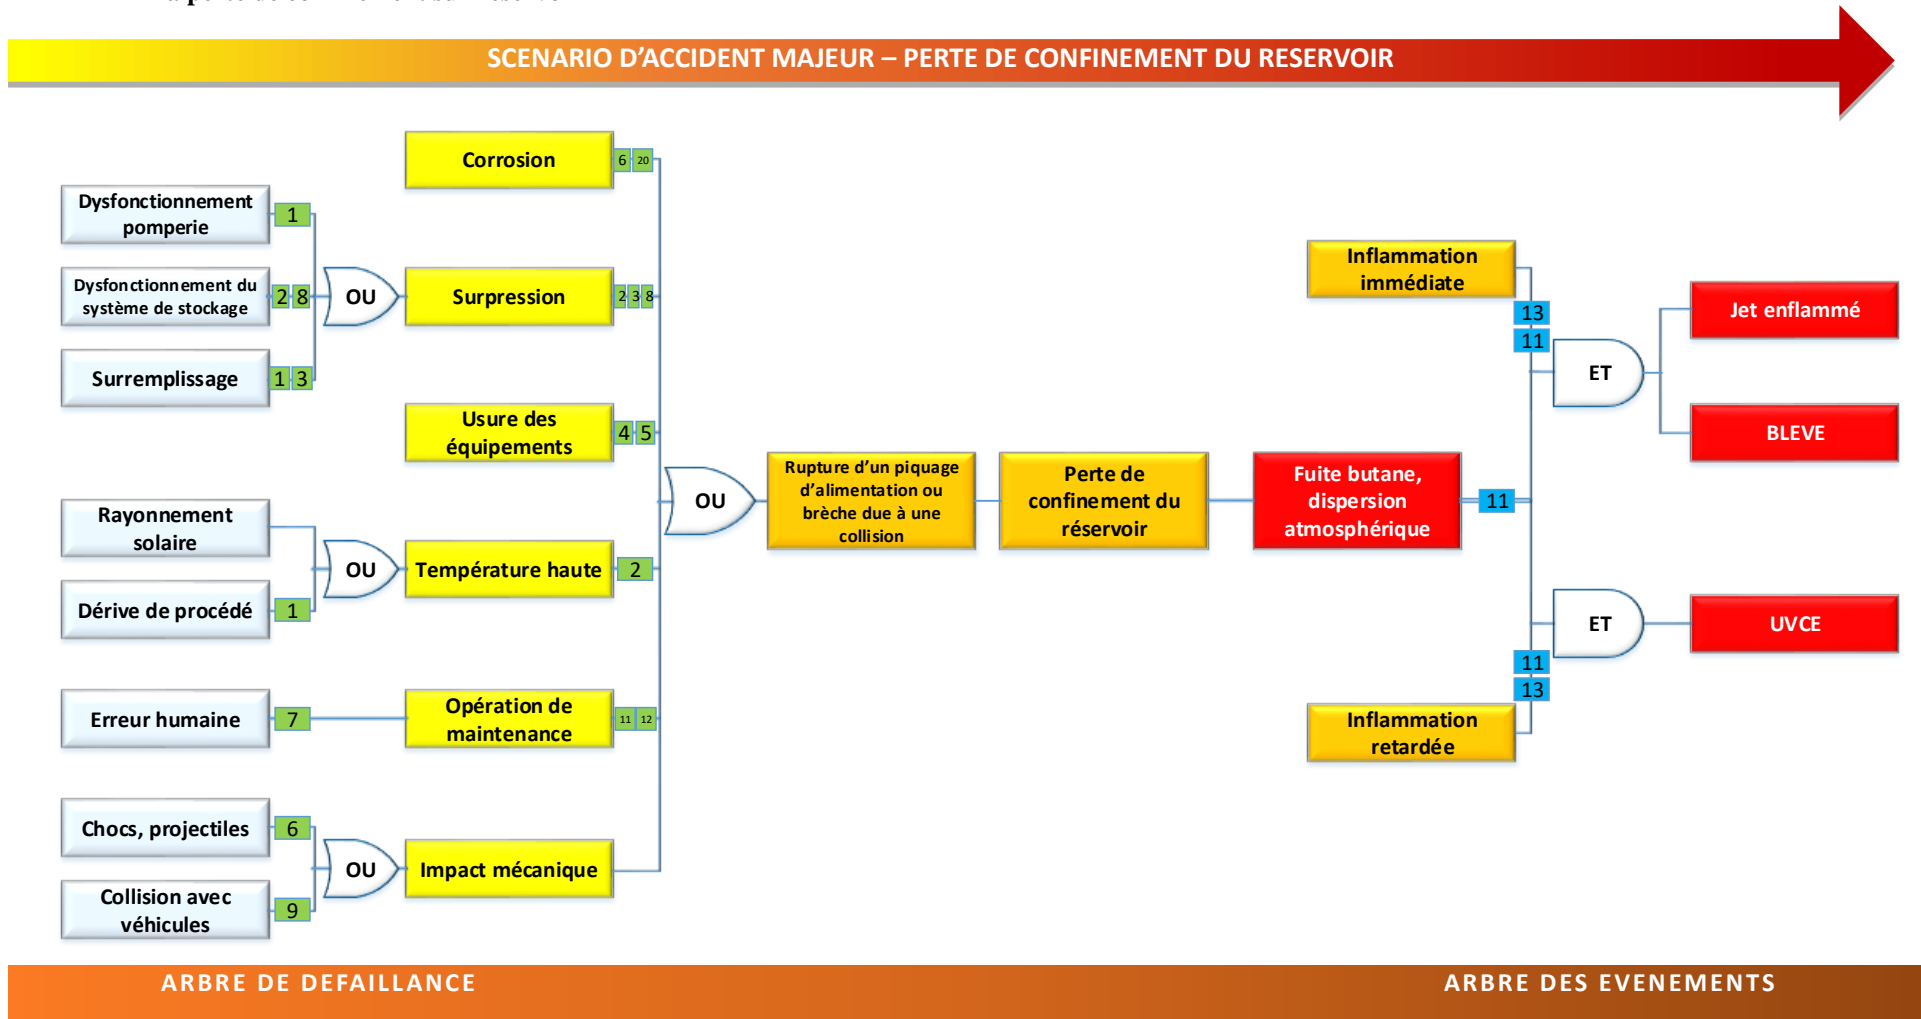 SCENARIO D'ACCIDENT MAJEUR – PERTE DE CONFINEMENT DU RESERVOIR
Corrosion
6 20
Dysfonctionnement
pomperie
1
Dysfonctionnement du
système de stockage
2 8
OU
Surpression
2 3 8
Surremplissage
1 3
Usure des
équipements
4 5
Rayonnement
solaire
OU
Température haute
2
Dérive de procédé
1
Erreur humaine
7
Opération de
maintenance
11 12
Chocs, projectiles
6
OU
Impact mécanique
Collision avec
véhicules
9
OU
Rupture d'un piquage
d'alimentation ou
brèche due à une
collision
Perte de
confinement du
réservoir
Fuite butane,
dispersion
atmosphérique
11
Inflammation
immédiate
13
11
ET
Jet enflammé
BLEVE
ET
UVCE
11
13
Inflammation
retardée
ARBRE DE DEFAILLANCE
ARBRE DES EVENEMENTS